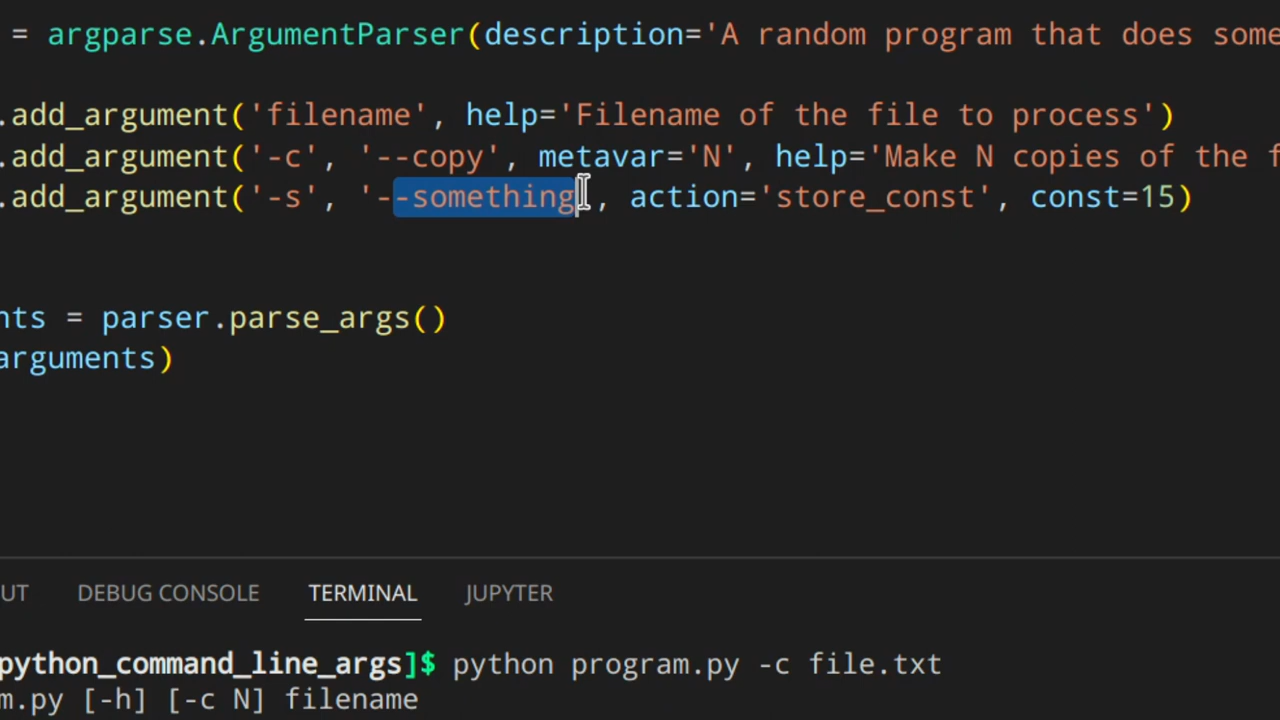 = argparse.ArgumentParser(description='A random program that does some
.add_argument('filename', help='Filename of the file to process')
.add_argument('-c', '--copy', metavar='N', help='Make N copies of the f
.add_argument('-s', '--something', action='store_const', const=15)
nts = parser.parse_args()
arguments)
UT DEBUG CONSOLE TERMINAL JUPYTER
python_command_line_args]$ python program.py -c file.txt
m.py [-h] [-c N] filename